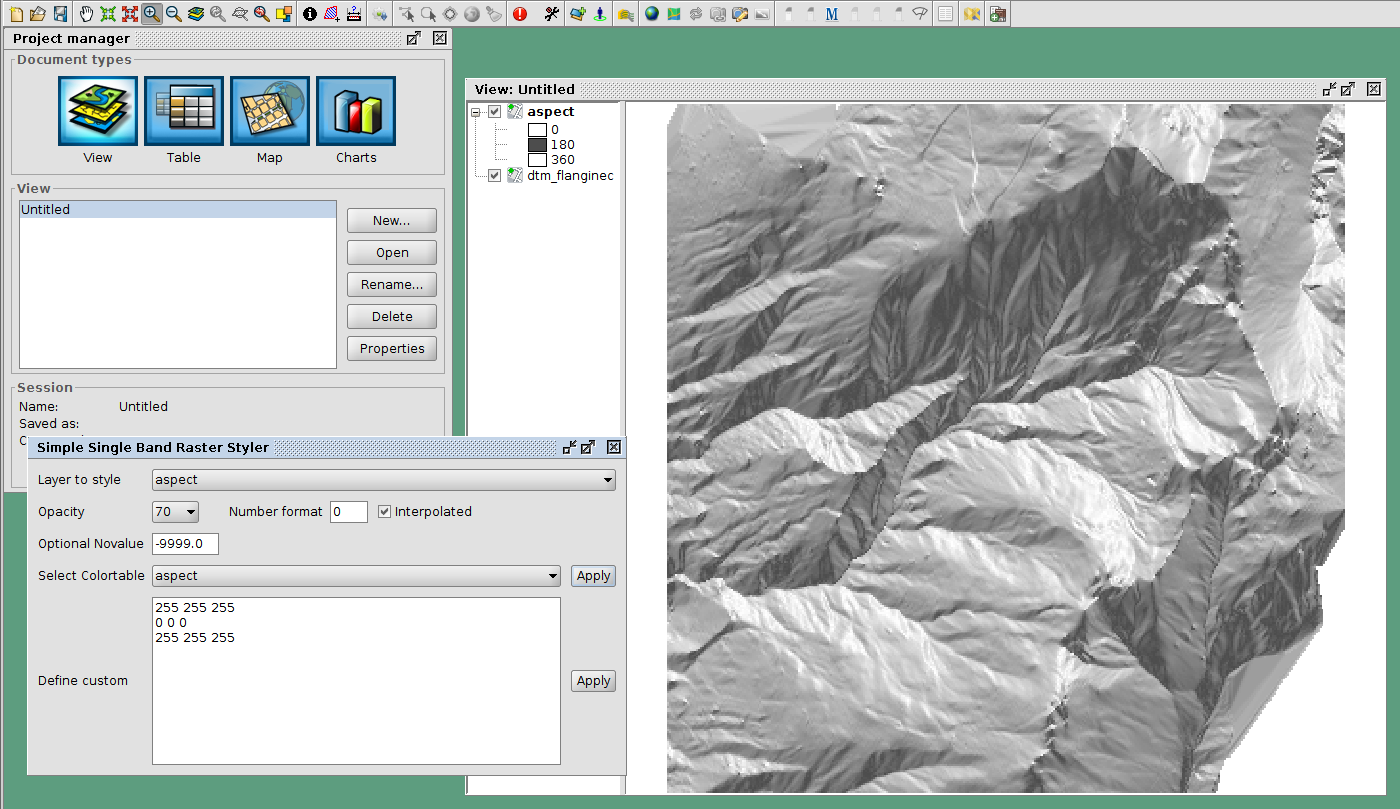 M
Project manager
Document types
View
Table
Map
Charts
View
Untitled
New...
Open
Rename...
Delete
Properties
Session
Name: Untitled
Saved as:
View: Untitled
aspect
0
180
360
dtm_flanginec
Simple Single Band Raster Styler
Layer to style aspect
Opacity 70 Number format 0 Interpolated
Optional Novalue -9999.0
Select Colortable aspect Apply
255 255 255
0 0 0
255 255 255
Define custom Apply